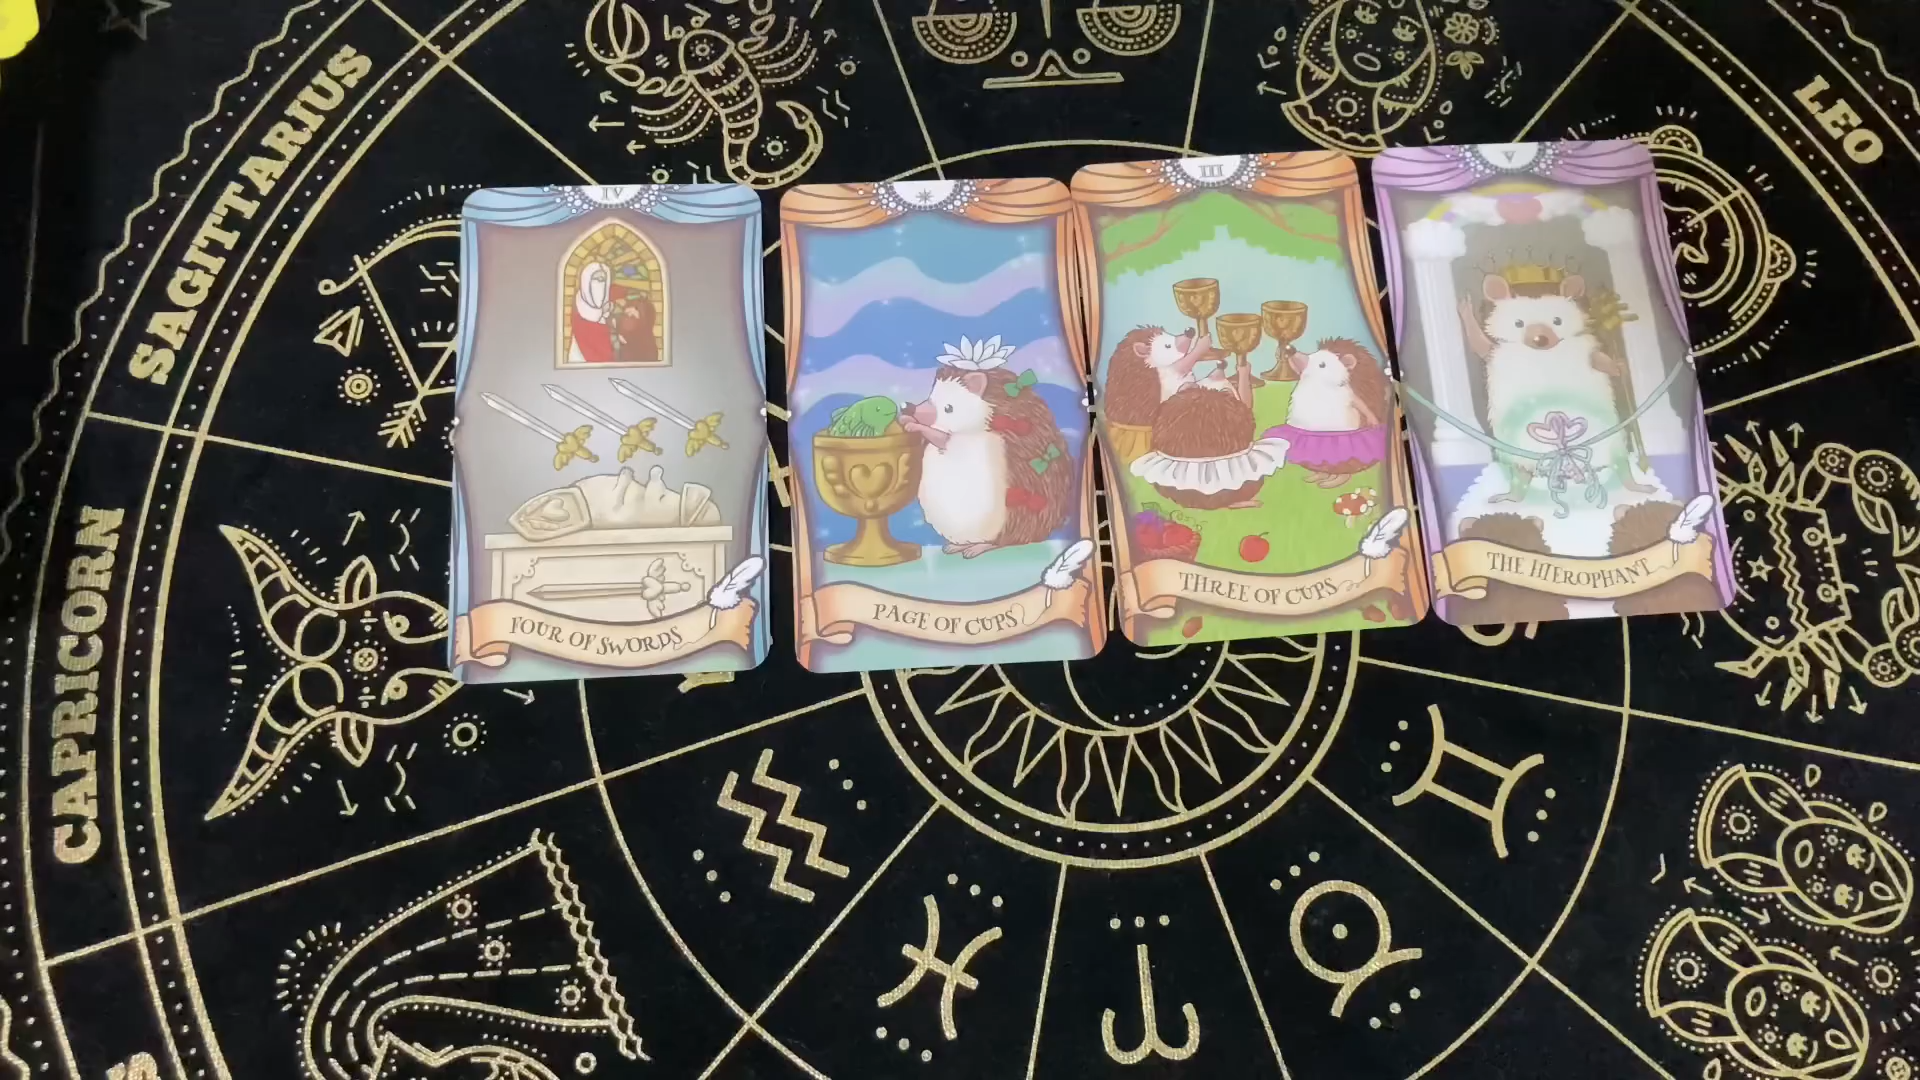 SAGITTARIUS
LEO
CAPRICORN
IV
III
V
FOUR OF SWORDS
PAGE OF CUPS
THREE OF CUPS
THE HIEROPHANT